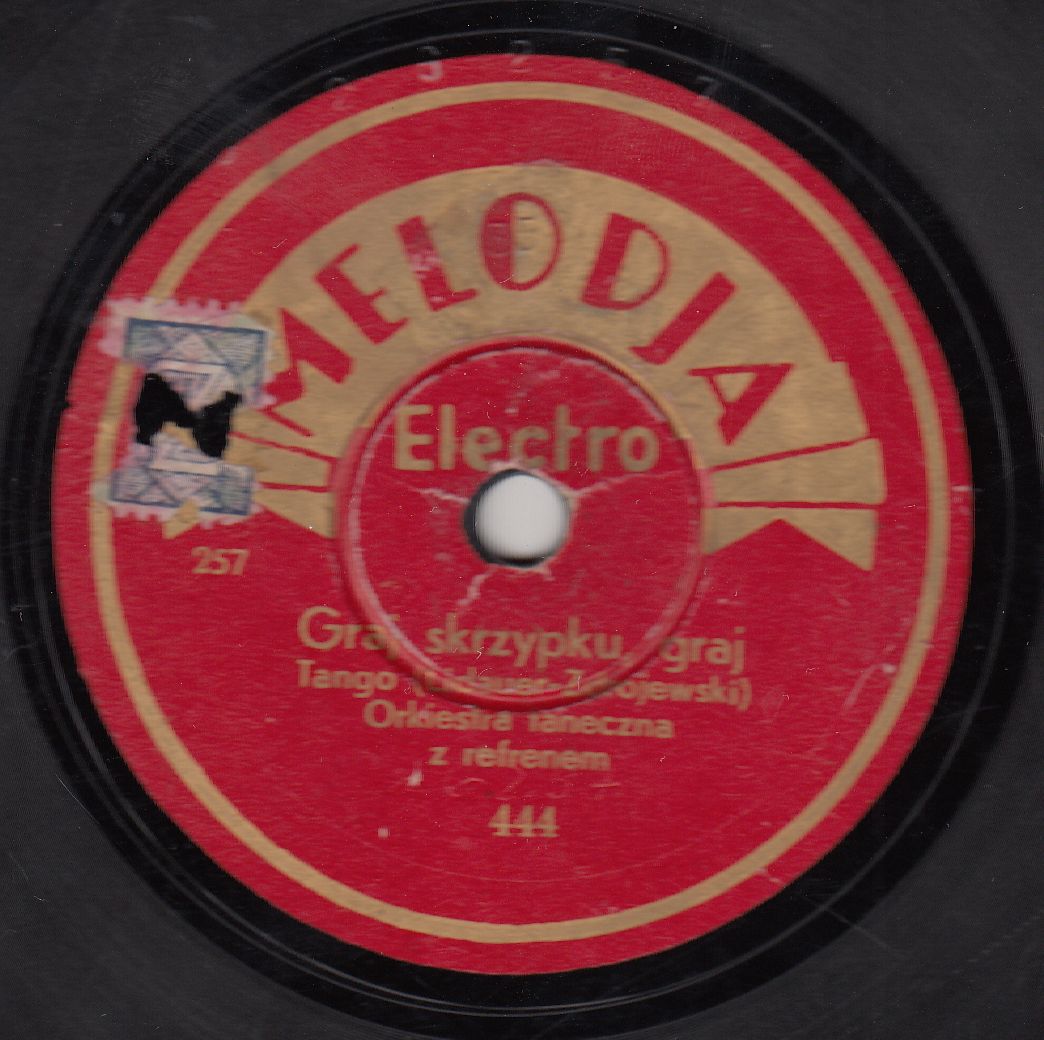 MELODJA
Electro
257
Graj skrzypku, graj
Tango
Orkiestra taneczna
z refrenem
444